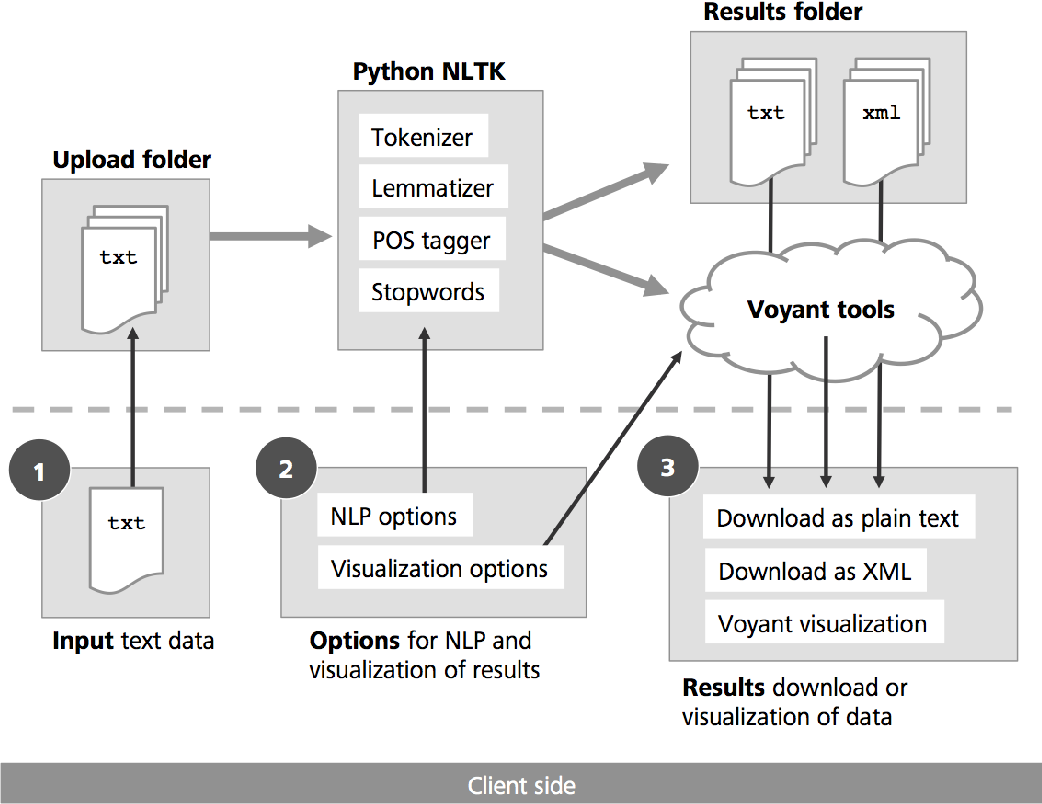 Results folder
txt
xml
Python NLTK
Tokenizer
Lemmatizer
POS tagger
Stopwords
Upload folder
txt
Voyant tools
1
txt
Input text data
2
NLP options
Visualization options
Options for NLP and
visualization of results
3
Download as plain text
Download as XML
Voyant visualization
Results download or
visualization of data
Client side